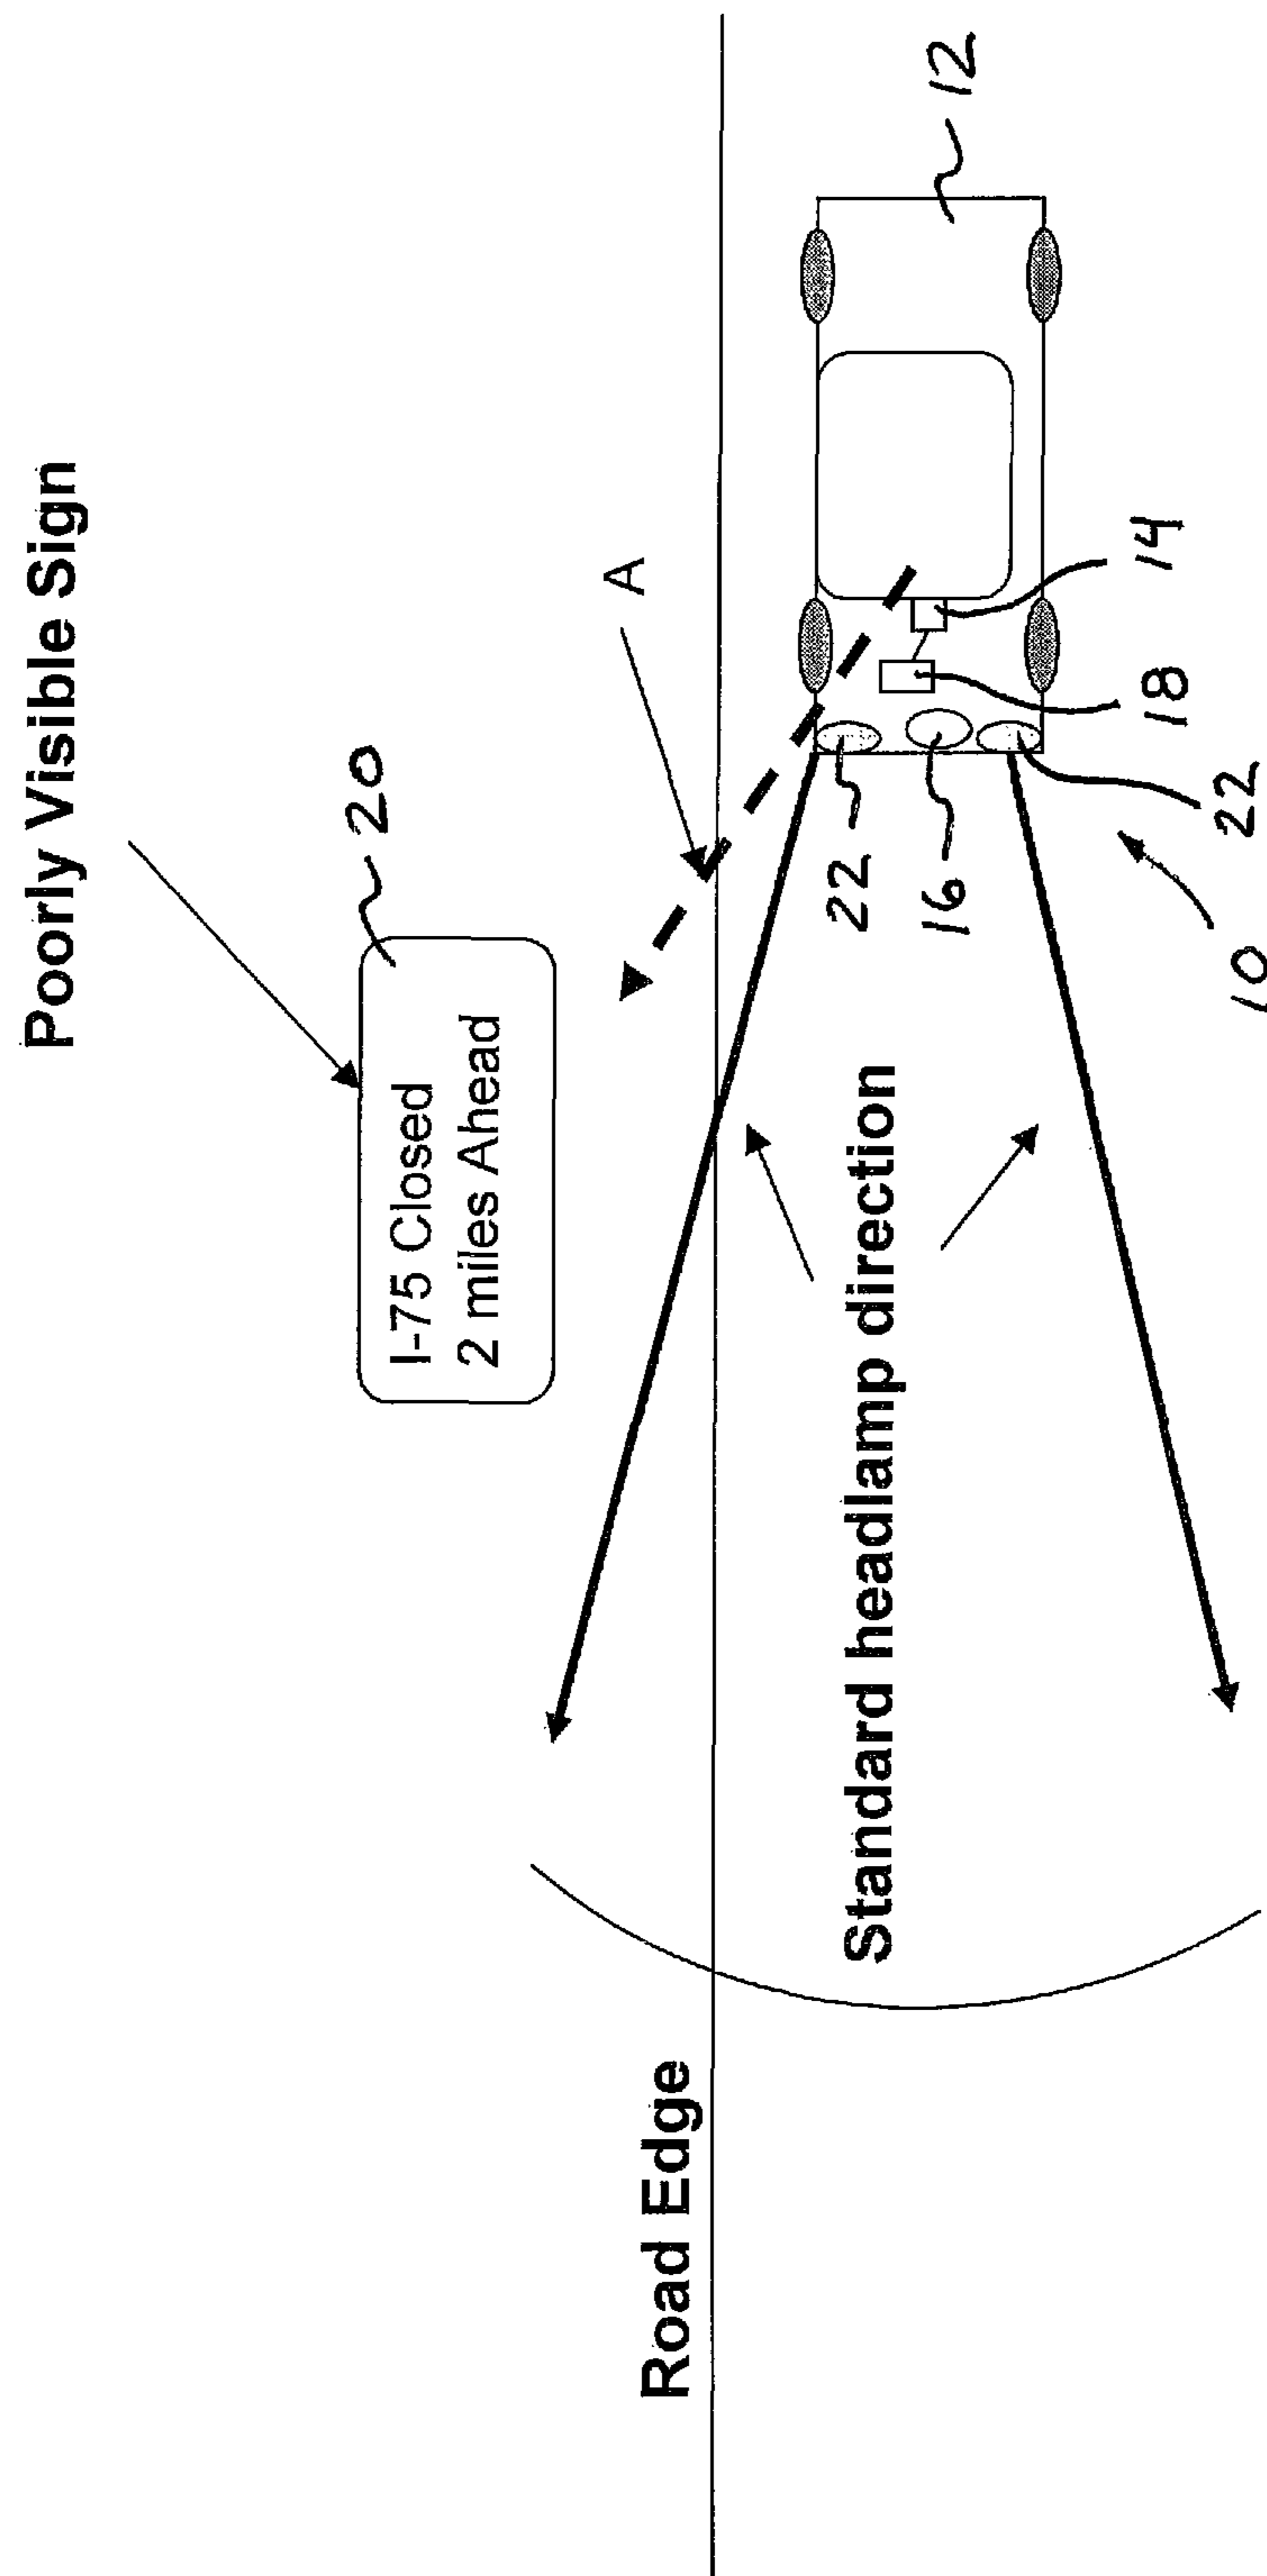 Poorly Visible Sign
20
I-75 Closed
2 miles Ahead
A
Road Edge
Standard headlamp direction
22
16
10
22
18
14
12